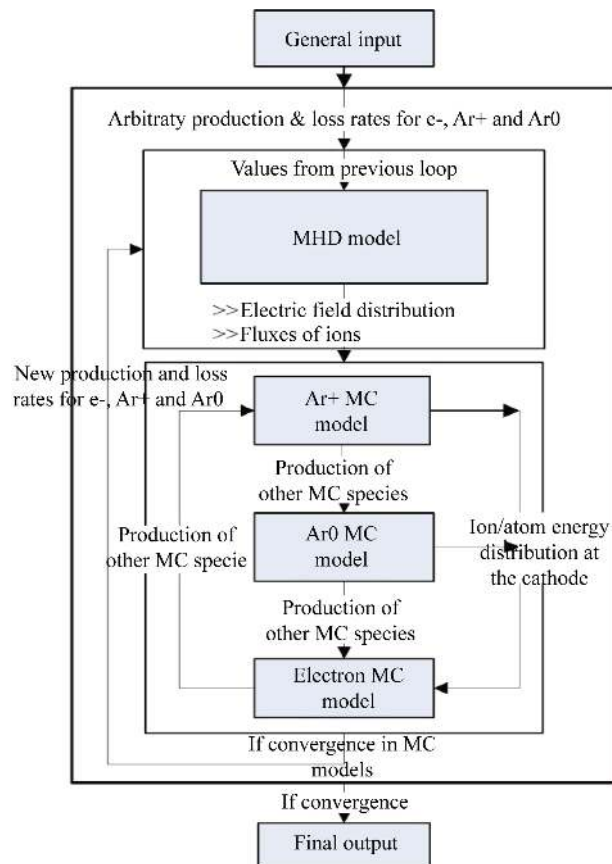 General input
Arbitraty production & loss rates for e-, Ar+ and Ar0
Values from previous loop
MHD model
>>Electric field distribution
>>Fluxes of ions
New production and loss
rates for e-, Ar+ and Ar0
Ar+ MC
model
Production of
other MC species
Production of
other MC specie
Ar0 MC
model
Ion/atom energy
distribution at
the cathode
Production of
other MC species
Electron MC
model
If convergence in MC
models
If convergence
Final output